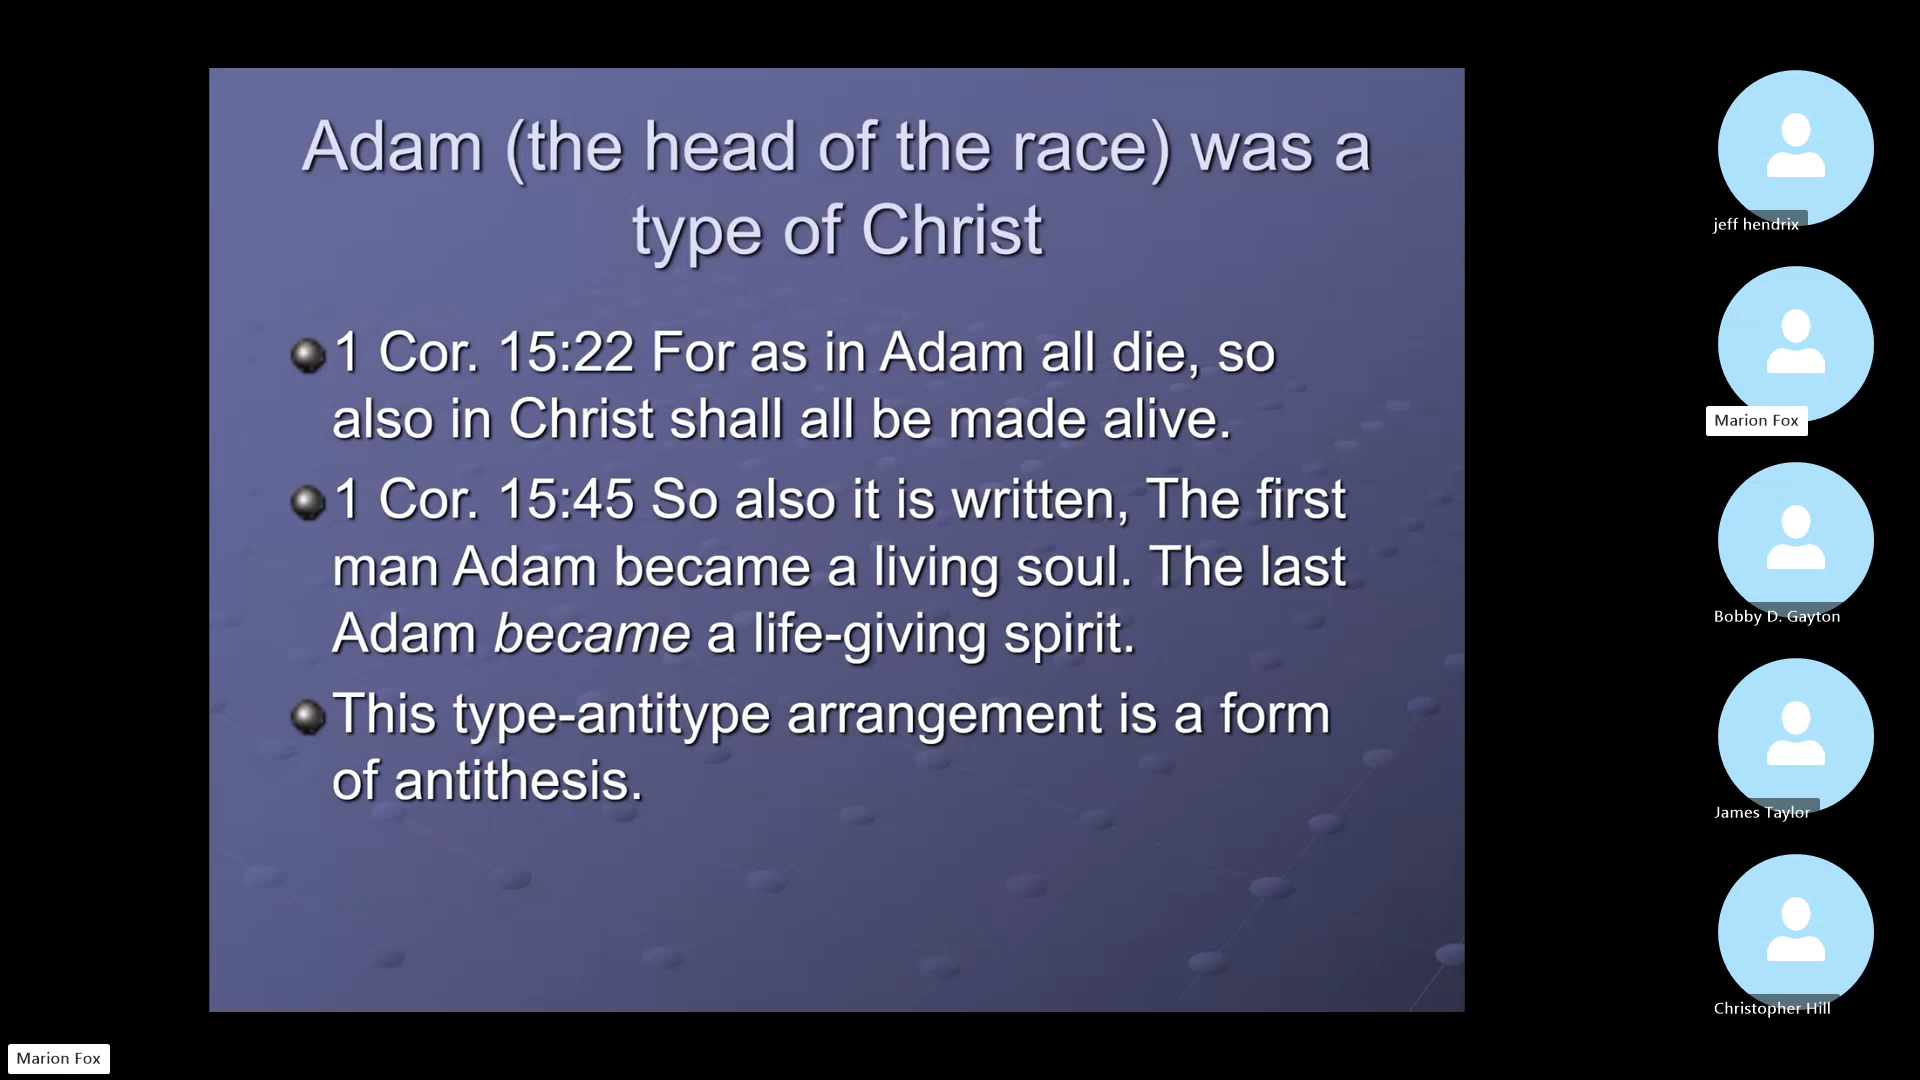 Adam (the head of the race) was a
type of Christ
1 Cor. 15:22 For as in Adam all die, so
also in Christ shall all be made alive.
1 Cor. 15:45 So also it is written, The first
man Adam became a living soul. The last
Adam became a life-giving spirit.
This type-antitype arrangement is a form
of antithesis.
jeff hendrix
Marion Fox
Bobby D. Gayton
James Taylor
Christopher Hill
Marion Fox